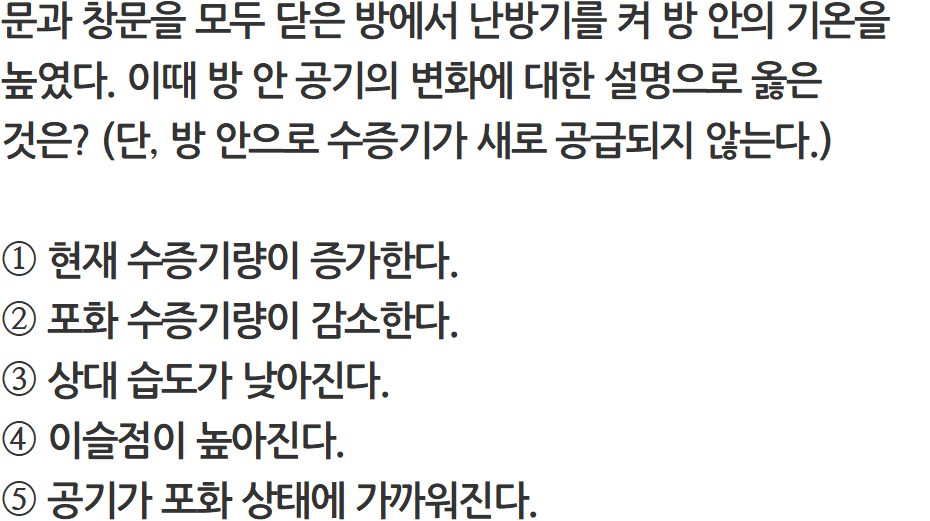 문과 창문을 모두 닫은 방에서 난방기를 켜 방 안의 기온을
높였다. 이때 방 안 공기의 변화에 대한 설명으로 옳은
것은? (단, 방 안으로 수증기가 새로 공급되지 않는다.)
① 현재 수증기량이 증가한다.
② 포화 수증기량이 감소한다.
③ 상대 습도가 낮아진다.
④ 이슬점이 높아진다.
⑤ 공기가 포화 상태에 가까워진다.